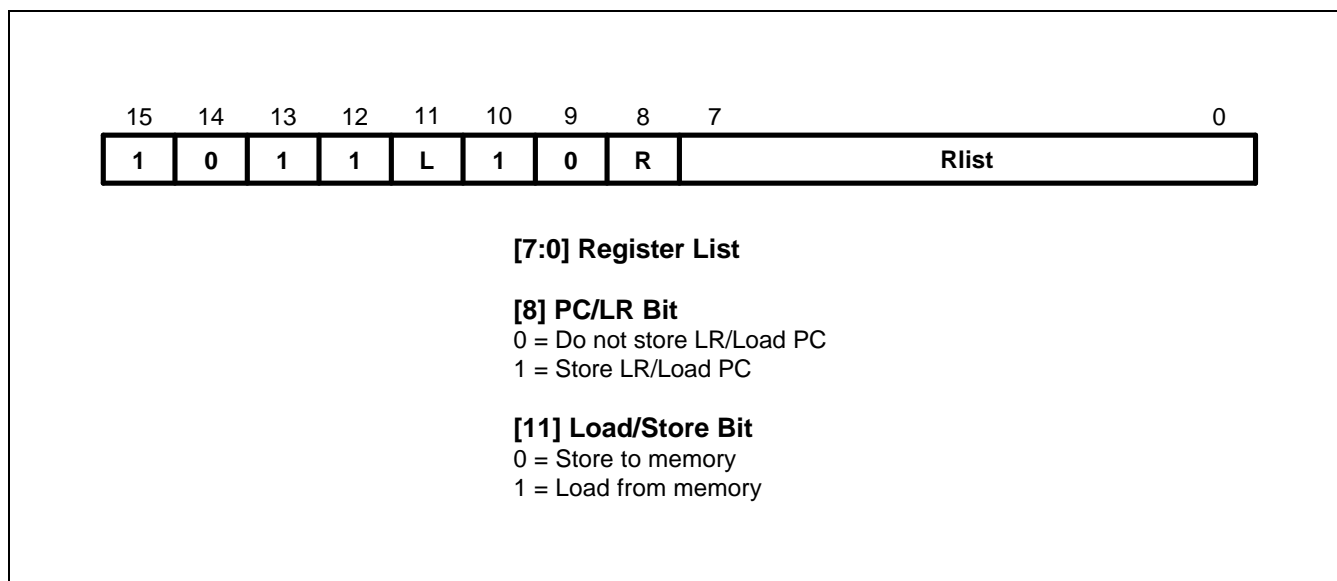 15 14 13 12 11 10 9 8 7 0
1 0 1 1 L 1 0 R Rlist
[7:0] Register List
[8] PC/LR Bit
0 = Do not store LR/Load PC
1 = Store LR/Load PC
[11] Load/Store Bit
0 = Store to memory
1 = Load from memory